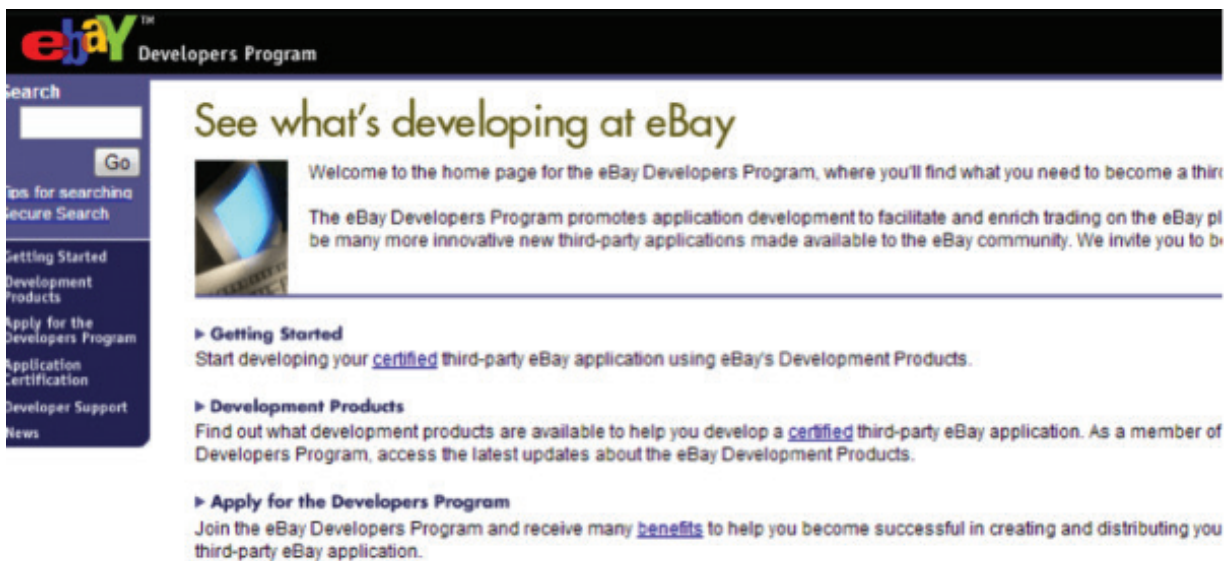 ebaY™ Developers Program
Search
Go
Tips for searching
Secure Search
Getting Started
Development
Products
Apply for the
Developers Program
Application
Certification
Developer Support
News
See what's developing at eBay
Welcome to the home page for the eBay Developers Program, where you'll find what you need to become a third
The eBay Developers Program promotes application development to facilitate and enrich trading on the eBay pl
be many more innovative new third-party applications made available to the eBay community. We invite you to be
Getting Started
Start developing your certified third-party eBay application using eBay's Development Products.
Development Products
Find out what development products are available to help you develop a certified third-party eBay application. As a member of
Developers Program, access the latest updates about the eBay Development Products.
Apply for the Developers Program
Join the eBay Developers Program and receive many benefits to help you become successful in creating and distributing you
third-party eBay application.